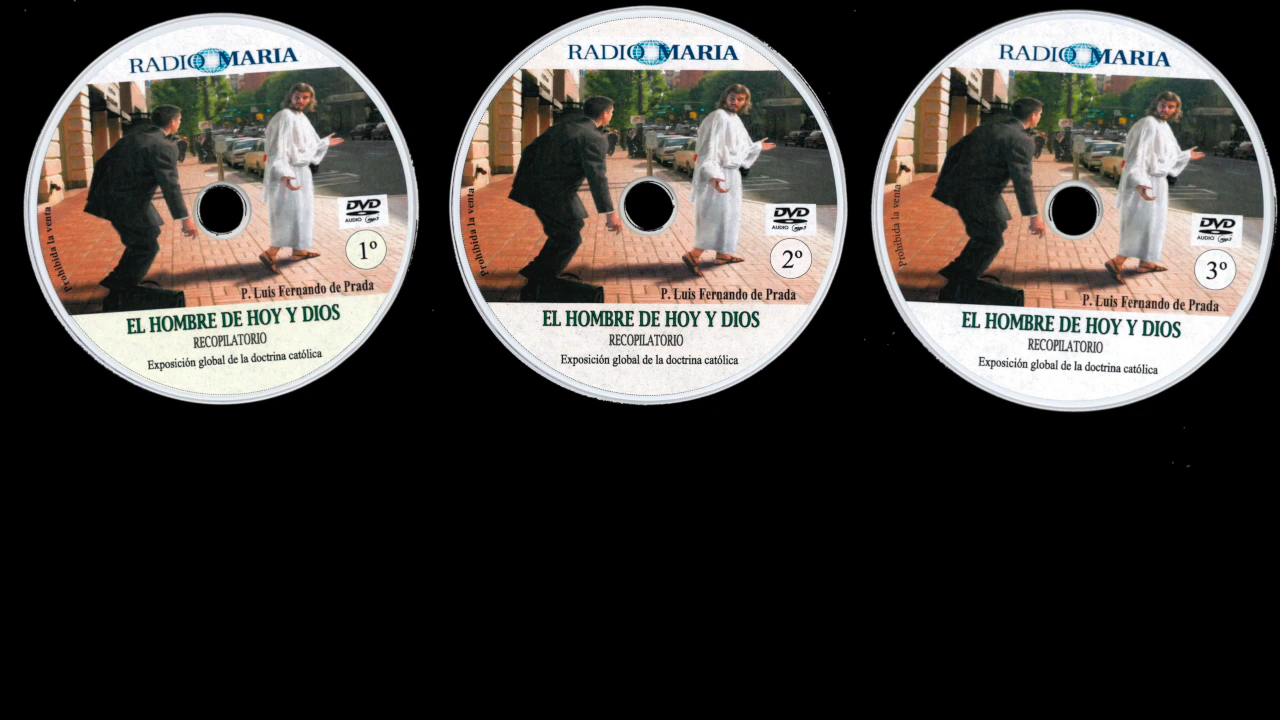 RADIO MARIA
Prohibida la venta
DVD
AUDIO mp3
1º
P. Luis Fernando de Prada
EL HOMBRE DE HOY Y DIOS
RECOPILATORIO
Exposición global de la doctrina católica
RADIO MARIA
Prohibida la venta
DVD
AUDIO mp3
2º
P. Luis Fernando de Prada
EL HOMBRE DE HOY Y DIOS
RECOPILATORIO
Exposición global de la doctrina católica
RADIO MARIA
Prohibida la venta
DVD
AUDIO mp3
3º
P. Luis Fernando de Prada
EL HOMBRE DE HOY Y DIOS
RECOPILATORIO
Exposición global de la doctrina católica